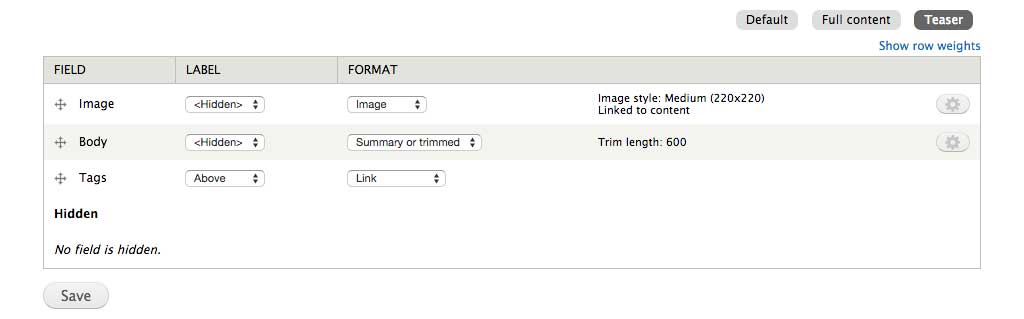 Default Full content Teaser
Show row weights
FIELD LABEL FORMAT
Image <Hidden> Image Image style: Medium (220x220)
Linked to content
Body <Hidden> Summary or trimmed Trim length: 600
Tags Above Link
Hidden
No field is hidden.
Save